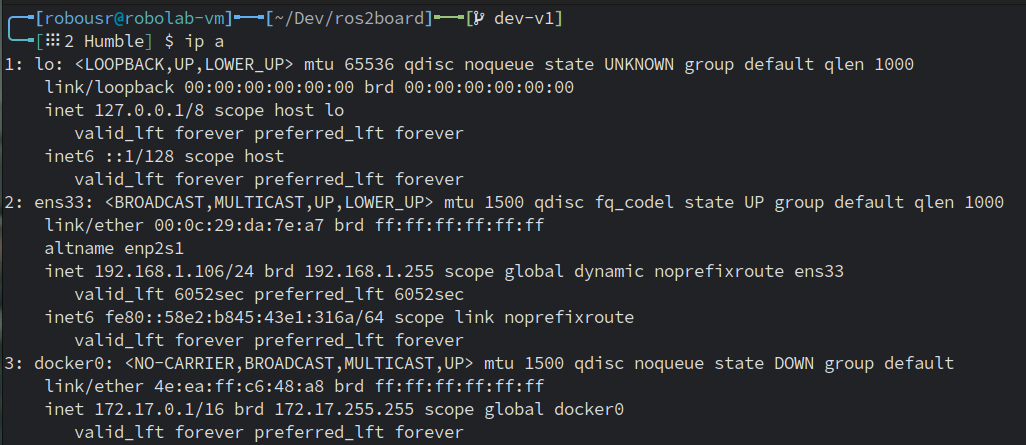 [robousr@robolab-vm]-[~/Dev/ros2board]-[ dev-v1]
[2 Humble] $ ip a
1: lo: <LOOPBACK,UP,LOWER_UP> mtu 65536 qdisc noqueue state UNKNOWN group default qlen 1000
    link/loopback 00:00:00:00:00:00 brd 00:00:00:00:00:00
    inet 127.0.0.1/8 scope host lo
       valid_lft forever preferred_lft forever
    inet6 ::1/128 scope host
       valid_lft forever preferred_lft forever
2: ens33: <BROADCAST,MULTICAST,UP,LOWER_UP> mtu 1500 qdisc fq_codel state UP group default qlen 1000
    link/ether 00:0c:29:da:7e:a7 brd ff:ff:ff:ff:ff:ff
    altname enp2s1
    inet 192.168.1.106/24 brd 192.168.1.255 scope global dynamic noprefixroute ens33
       valid_lft 6052sec preferred_lft 6052sec
    inet6 fe80::58e2:b845:43e1:316a/64 scope link noprefixroute
       valid_lft forever preferred_lft forever
3: docker0: <NO-CARRIER,BROADCAST,MULTICAST,UP> mtu 1500 qdisc noqueue state DOWN group default
    link/ether 4e:ea:ff:c6:48:a8 brd ff:ff:ff:ff:ff:ff
    inet 172.17.0.1/16 brd 172.17.255.255 scope global docker0
       valid_lft forever preferred_lft forever